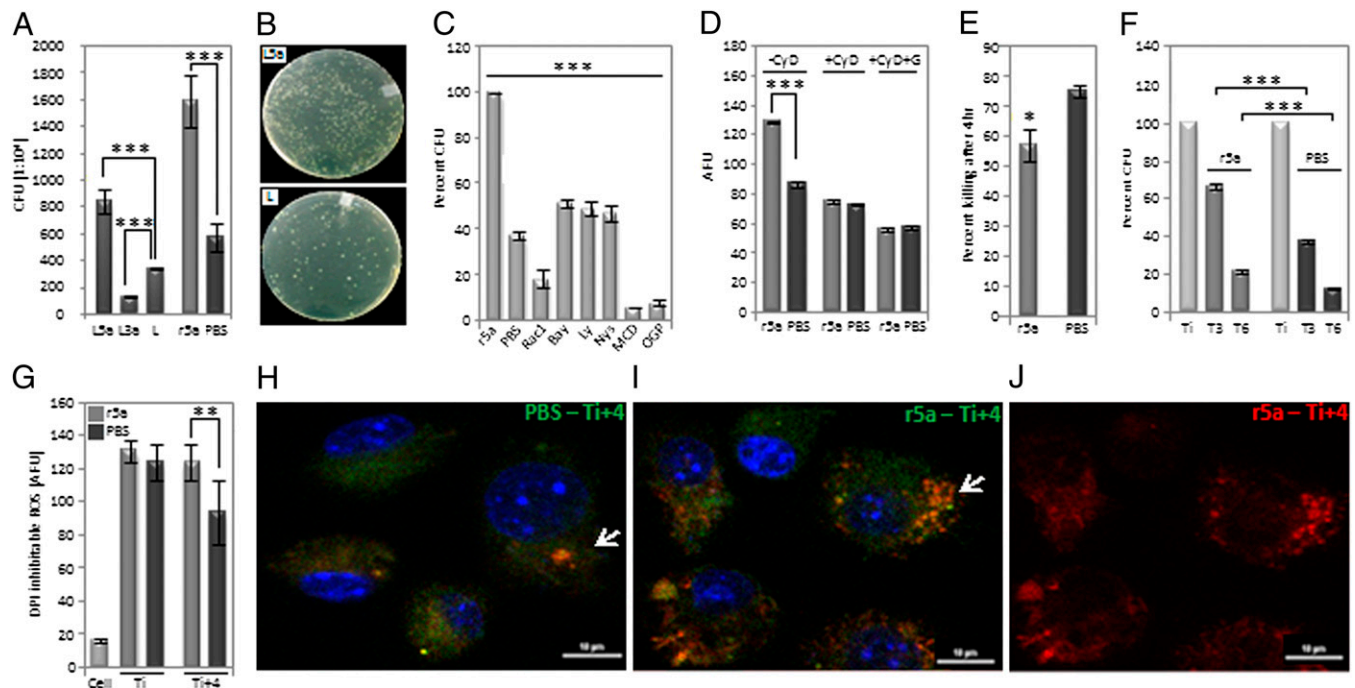 A
B
C
D
E
F
2000
1800
1600
1400
1200
1000
800
600
400
200
0
***
***
***
L5a L3a L r5a PBS
L5a
L
Percent CFU
120
100
80
60
40
20
0
***
r5a PBS Rac1 Bay Ly Nys MCD OGP
AFU
180
160
140
120
100
80
60
40
20
0
-CyD +CyD +CyD+G
***
r5a PBS r5a PBS r5a PBS
Percent killing after 4hr
90
80
70
60
50
40
30
20
10
0
*
r5a PBS
Percent CFU
140
120
100
80
60
40
20
0
***
***
r5a PBS
Ti T3 T6 Ti T3 T6
G
H
I
J
DPI inhibitable ROS [AFU]
160
140
120
100
80
60
40
20
0
r5a
PBS
**
Cell Ti Ti+4
PBS – Ti+4
10 µm
r5a – Ti+4
10 µm
r5a – Ti+4
10 µm